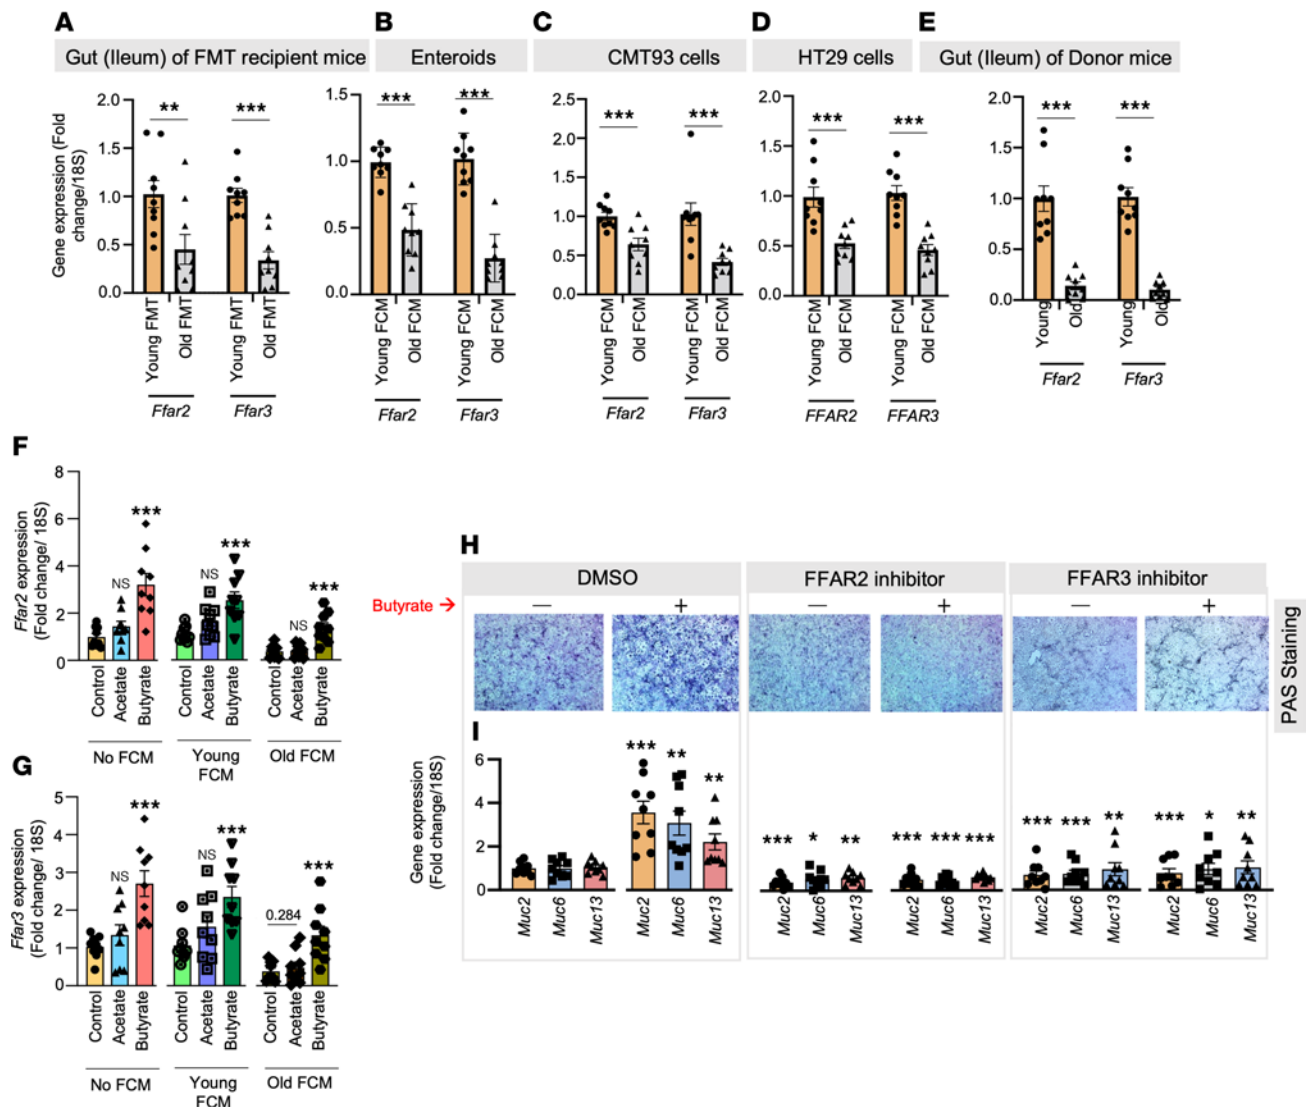 A
B
C
D
E
Gut (Ileum) of FMT recipient mice
Enteroids
CMT93 cells
HT29 cells
Gut (Ileum) of Donor mice
Gene expression (Fold
change/18S)
2.0
1.5
1.0
0.5
0.0
** ***
Young FMT
Old FMT
Young FMT
Old FMT
Ffar2
Ffar3
1.5
1.0
0.5
0.0
*** ***
Young FCM
Old FCM
Young FCM
Old FCM
Ffar2
Ffar3
2.5
2.0
1.5
1.0
0.5
0.0
*** ***
Young FCM
Old FCM
Young FCM
Old FCM
Ffar2
Ffar3
2.0
1.5
1.0
0.5
0.0
*** ***
Young FCM
Old FCM
Young FCM
Old FCM
FFAR2
FFAR3
2.0
1.5
1.0
0.5
0.0
*** ***
Young
Old
Young
Old
Ffar2
Ffar3
F
Ffar2 expression
(Fold change/ 18S)
8
6
4
2
0
NS *** NS *** NS ***
Control
Acetate
Butyrate
Control
Acetate
Butyrate
Control
Acetate
Butyrate
No FCM
Young
FCM
Old FCM
G
Ffar3 expression
(Fold change/ 18S)
5
4
3
2
1
0
NS *** NS *** 0.284 ***
Control
Acetate
Butyrate
Control
Acetate
Butyrate
Control
Acetate
Butyrate
No FCM
Young
FCM
Old FCM
H
DMSO
FFAR2 inhibitor
FFAR3 inhibitor
Butyrate → — + — + — +
PAS Staining
I
Gene expression
(Fold change/18S)
6
4
2
0
*** ** **
*** * **
*** *** ***
*** *** **
*** * **
Muc2
Muc6
Muc13
Muc2
Muc6
Muc13
Muc2
Muc6
Muc13
Muc2
Muc6
Muc13
Muc2
Muc6
Muc13
Muc2
Muc6
Muc13